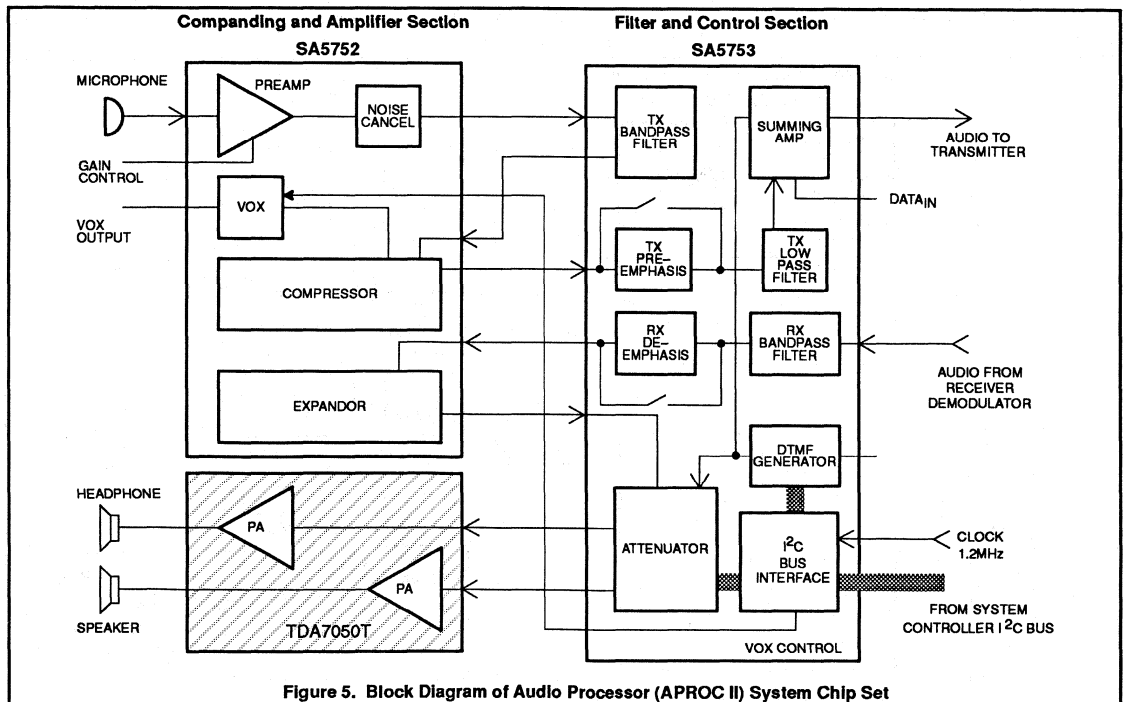 Companding and Amplifier Section
SA5752
Filter and Control Section
SA5753
MICROPHONE
PREAMP
NOISE
CANCEL
TX
BANDPASS
FILTER
SUMMING
AMP
AUDIO TO
TRANSMITTER
GAIN
CONTROL
VOX
VOX
OUTPUT
DATAIN
TX
PRE–
EMPHASIS
TX
LOW
PASS
FILTER
COMPRESSOR
RX
DE–
EMPHASIS
RX
BANDPASS
FILTER
AUDIO FROM
RECEIVER
DEMODULATOR
EXPANDOR
DTMF
GENERATOR
HEADPHONE
PA
ATTENUATOR
I2C
BUS
INTERFACE
CLOCK
1.2MHz
PA
SPEAKER
TDA7050T
FROM SYSTEM
CONTROLLER I2C BUS
VOX CONTROL
Figure 5. Block Diagram of Audio Processor (APROC II) System Chip Set